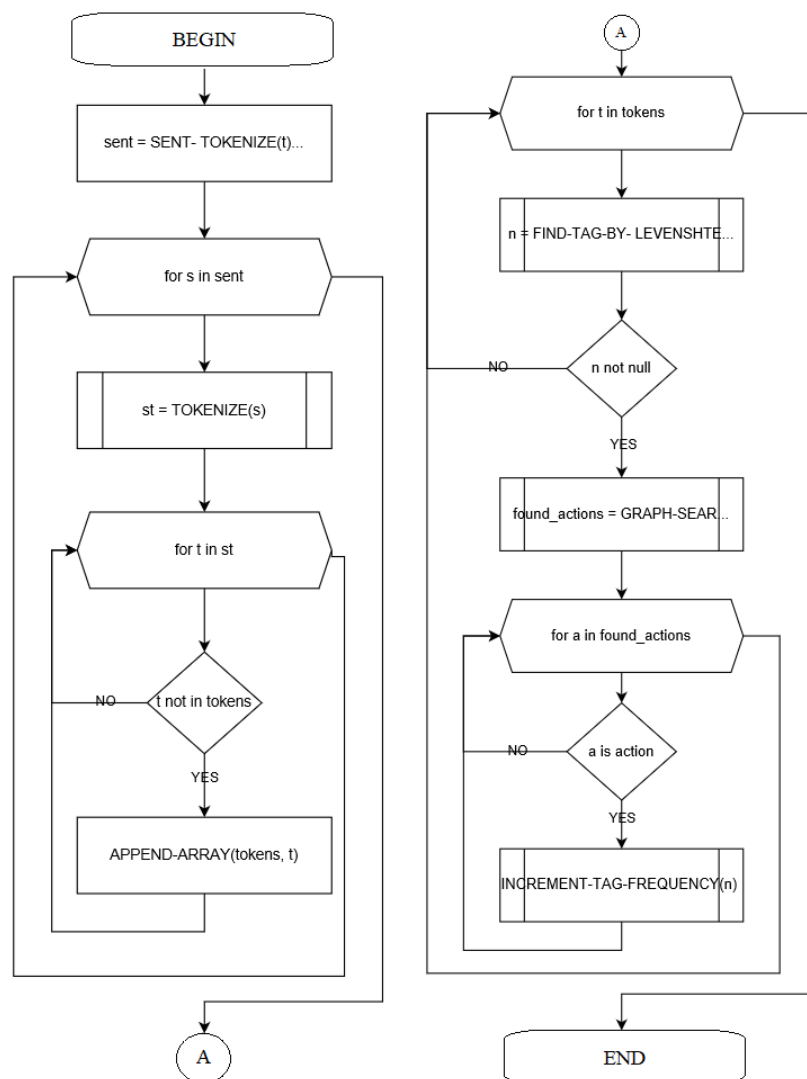 BEGIN
sent = SENT- TOKENIZE(t)...
for s in sent
st = TOKENIZE(s)
for t in st
t not in tokens
NO
YES
APPEND-ARRAY(tokens, t)
A
A
for t in tokens
n = FIND-TAG-BY- LEVENSHTE...
n not null
NO
YES
found_actions = GRAPH-SEAR...
for a in found_actions
a is action
NO
YES
INCREMENT-TAG-FREQUENCY(n)
END